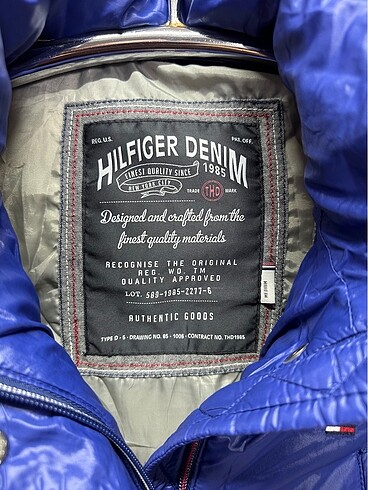 REG. U.S. PAT. OFF.
HILFIGER DENIM
FINEST QUALITY SINCE 1985
NEW YORK CITY
TRADE THD MARK
Designed and crafted from the
finest quality materials
RECOGNISE THE ORIGINAL
REG. WD. TM
QUALITY APPROVED
LOT. 589-1985-2277-6
AUTHENTIC GOODS
TYPE D - 5 - DRAWING NO. 85 - 1006 - CONTRACT NO. THD1985